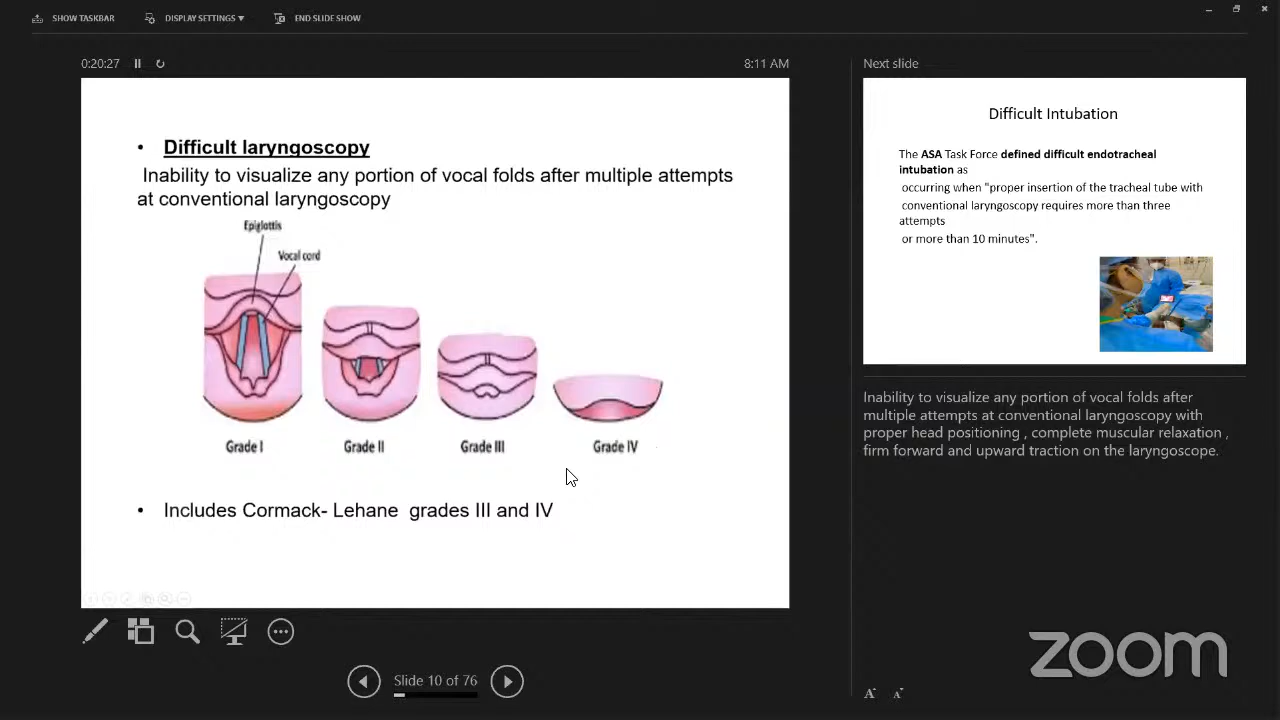 SHOW TASKBAR
DISPLAY SETTINGS ▼
END SLIDE SHOW
0:20:27
8:11 AM
• Difficult laryngoscopy
Inability to visualize any portion of vocal folds after multiple attempts
at conventional laryngoscopy
Epiglottis
Vocal cord
Grade I
Grade II
Grade III
Grade IV
• Includes Cormack- Lehane grades III and IV
Slide 10 of 76
Next slide
Difficult Intubation
The ASA Task Force defined difficult endotracheal
intubation as
occurring when "proper insertion of the tracheal tube with
conventional laryngoscopy requires more than three
attempts
or more than 10 minutes".
Inability to visualize any portion of vocal folds after
multiple attempts at conventional laryngoscopy with
proper head positioning , complete muscular relaxation ,
firm forward and upward traction on the laryngoscope.
zoom
A A